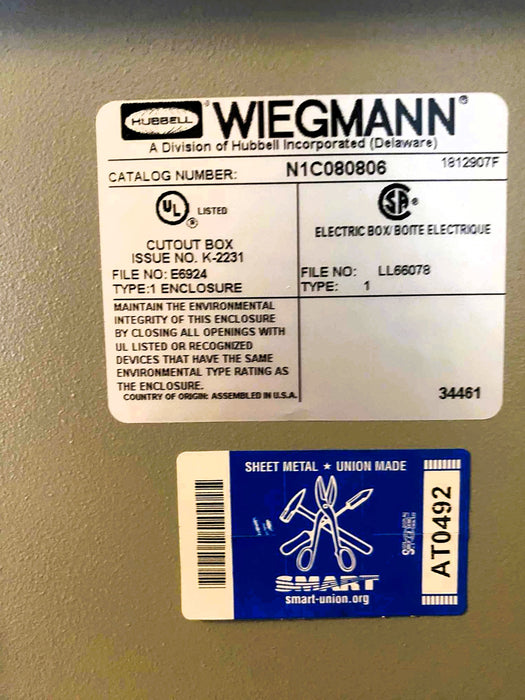 HUBBELL
WIEGMANN®
A Division of Hubbell Incorporated (Delaware)
CATALOG NUMBER: N1C080806 1812907F
UL ® LISTED
CUTOUT BOX
ISSUE NO. K-2231
FILE NO: E6924
TYPE:1 ENCLOSURE
SA ®
ELECTRIC BOX/BOITE ELECTRIQUE
FILE NO: LL66078
TYPE: 1
MAINTAIN THE ENVIRONMENTAL
INTEGRITY OF THIS ENCLOSURE
BY CLOSING ALL OPENINGS WITH
UL LISTED OR RECOGNIZED
DEVICES THAT HAVE THE SAME
ENVIRONMENTAL TYPE RATING AS
THE ENCLOSURE.
COUNTRY OF ORIGIN: ASSEMBLED IN U.S.A.
34461
SHEET METAL ★ UNION MADE
SMART
smart-union.org
AT0492